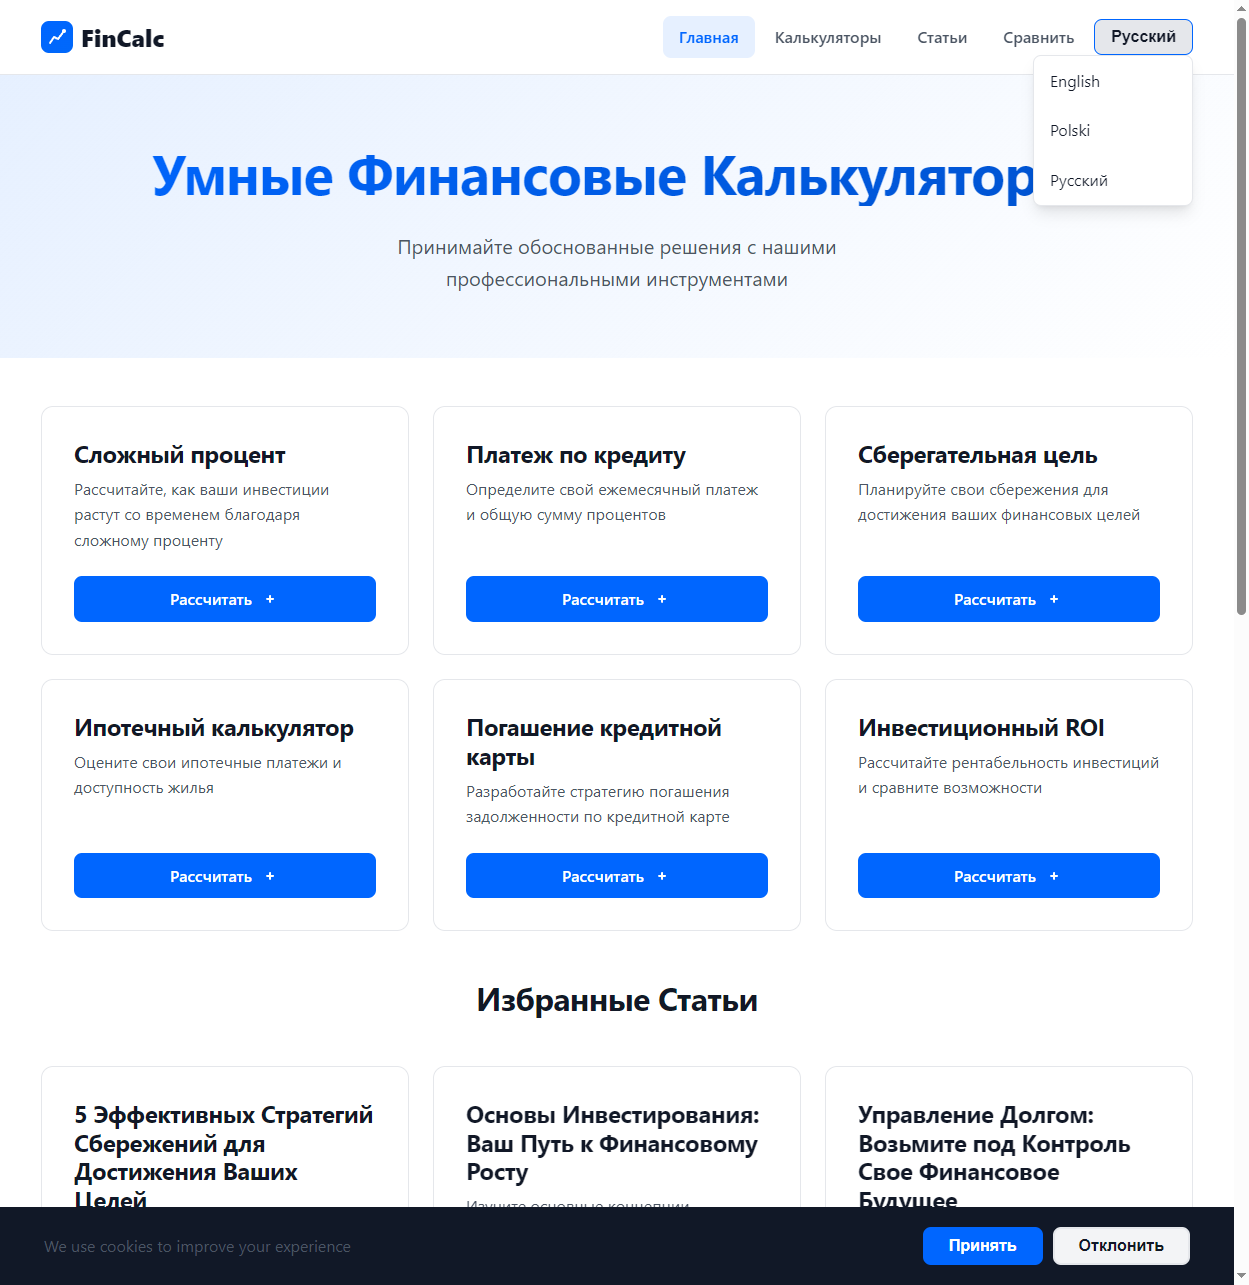 FinCalc
Главная
Калькуляторы
Статьи
Сравнить
Русский
English
Polski
Русский
Умные Финансовые Калькулятор
Принимайте обоснованные решения с нашими
профессиональными инструментами
Сложный процент
Рассчитайте, как ваши инвестиции
растут со временем благодаря
сложному проценту
Рассчитать +
Платеж по кредиту
Определите свой ежемесячный платеж
и общую сумму процентов
Рассчитать +
Сберегательная цель
Планируйте свои сбережения для
достижения ваших финансовых целей
Рассчитать +
Ипотечный калькулятор
Оцените свои ипотечные платежи и
доступность жилья
Рассчитать +
Погашение кредитной
карты
Разработайте стратегию погашения
задолженности по кредитной карте
Рассчитать +
Инвестиционный ROI
Рассчитайте рентабельность инвестиций
и сравните возможности
Рассчитать +
Избранные Статьи
5 Эффективных Стратегий
Сбережений для
Достижения Ваших
Целей
Основы Инвестирования:
Ваш Путь к Финансовому
Росту
Изучите основные концепции
Управление Долгом:
Возьмите под Контроль
Свое Финансовое
Будущее
We use cookies to improve your experience
Принять
Отклонить